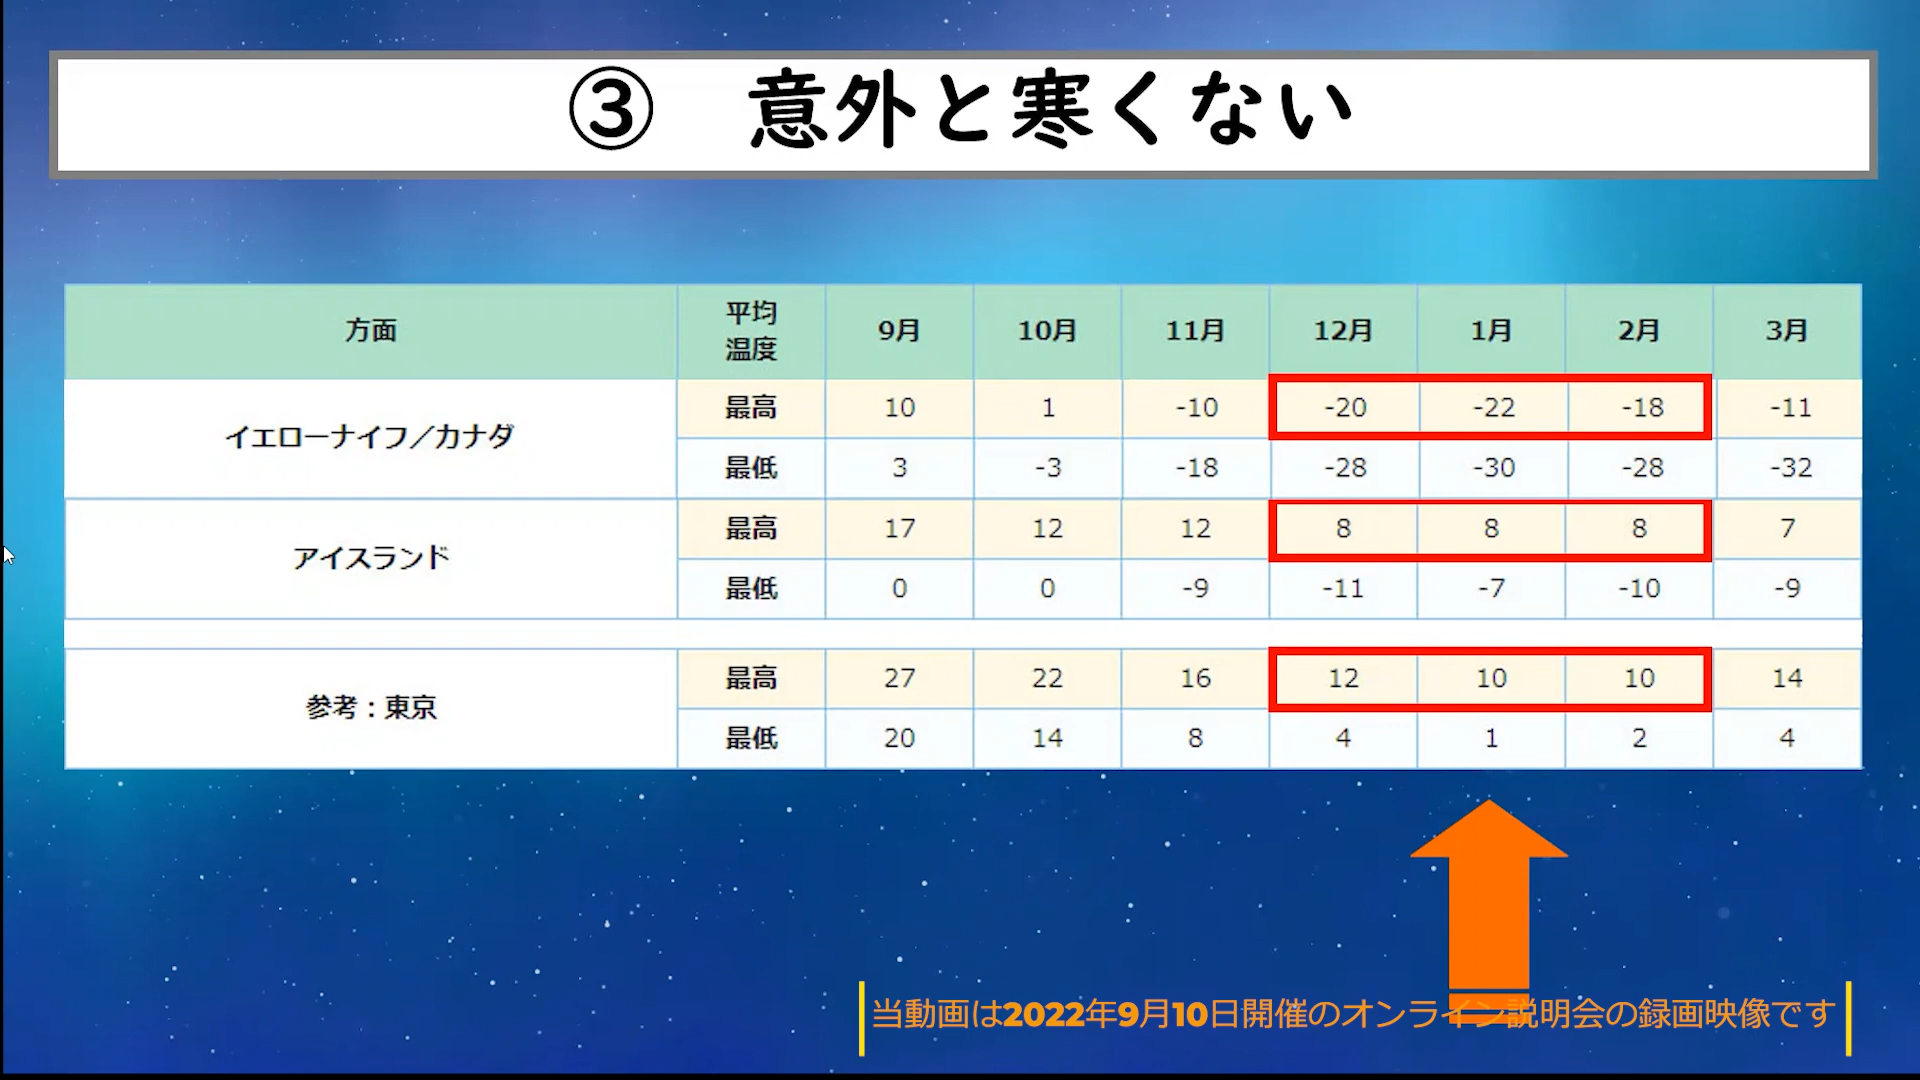 ③ 意外と寒くない
方面 平均温度 9月 10月 11月 12月 1月 2月 3月
イエローナイフ／カナダ 最高 10 1 -10 -20 -22 -18 -11
最低 3 -3 -18 -28 -30 -28 -32
アイスランド 最高 17 12 12 8 8 8 7
最低 0 0 -9 -11 -7 -10 -9
参考：東京 最高 27 22 16 12 10 10 14
最低 20 14 8 4 1 2 4
当動画は2022年9月10日開催のオンライン説明会の録画映像です